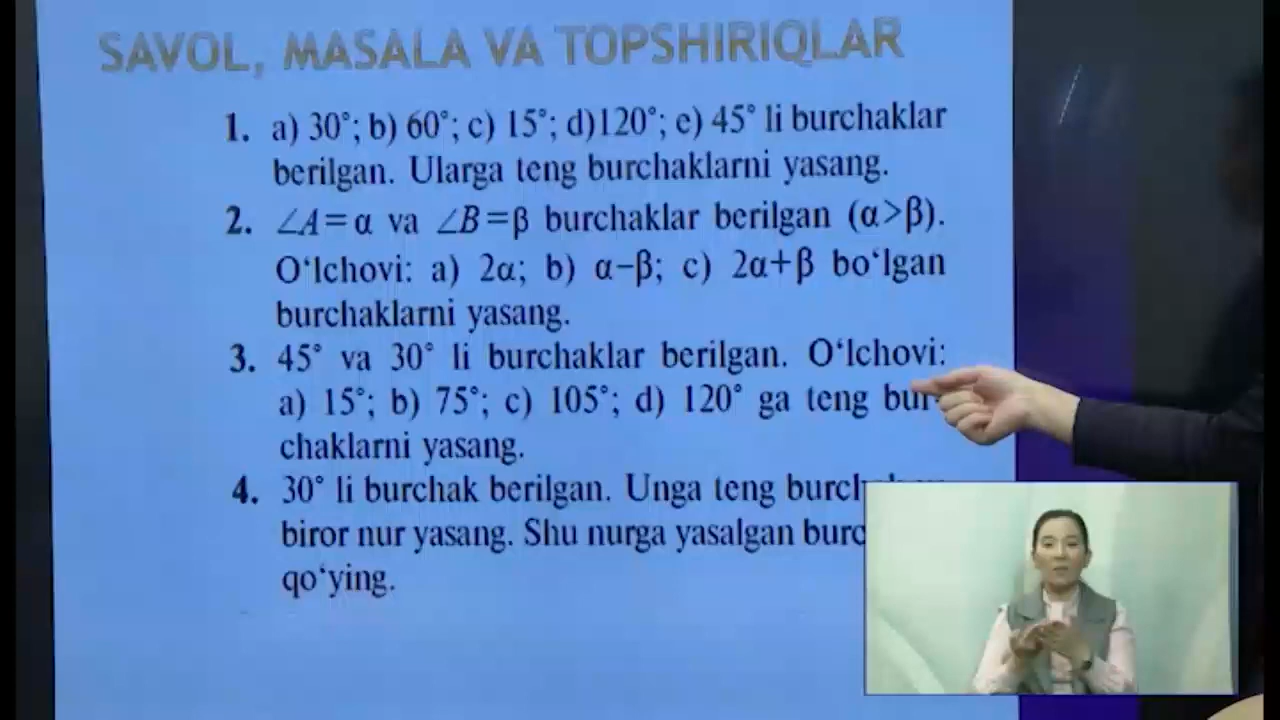 SAVOL, MASALA VA TOPSHIRIQLAR
1. a) 30°; b) 60°; c) 15°; d)120°; e) 45° li burchaklar
berilgan. Ularga teng burchaklarni yasang.
2. ∠A=α va ∠B=β burchaklar berilgan (α>β).
O‘lchovi: a) 2α; b) α−β; c) 2α+β bo‘lgan
burchaklarni yasang.
3. 45° va 30° li burchaklar berilgan. O‘lchovi:
a) 15°; b) 75°; c) 105°; d) 120° ga teng bur-
chaklarni yasang.
4. 30° li burchak berilgan. Unga teng
biror nur yasang. Shu nurga yasalgan
qo‘ying.